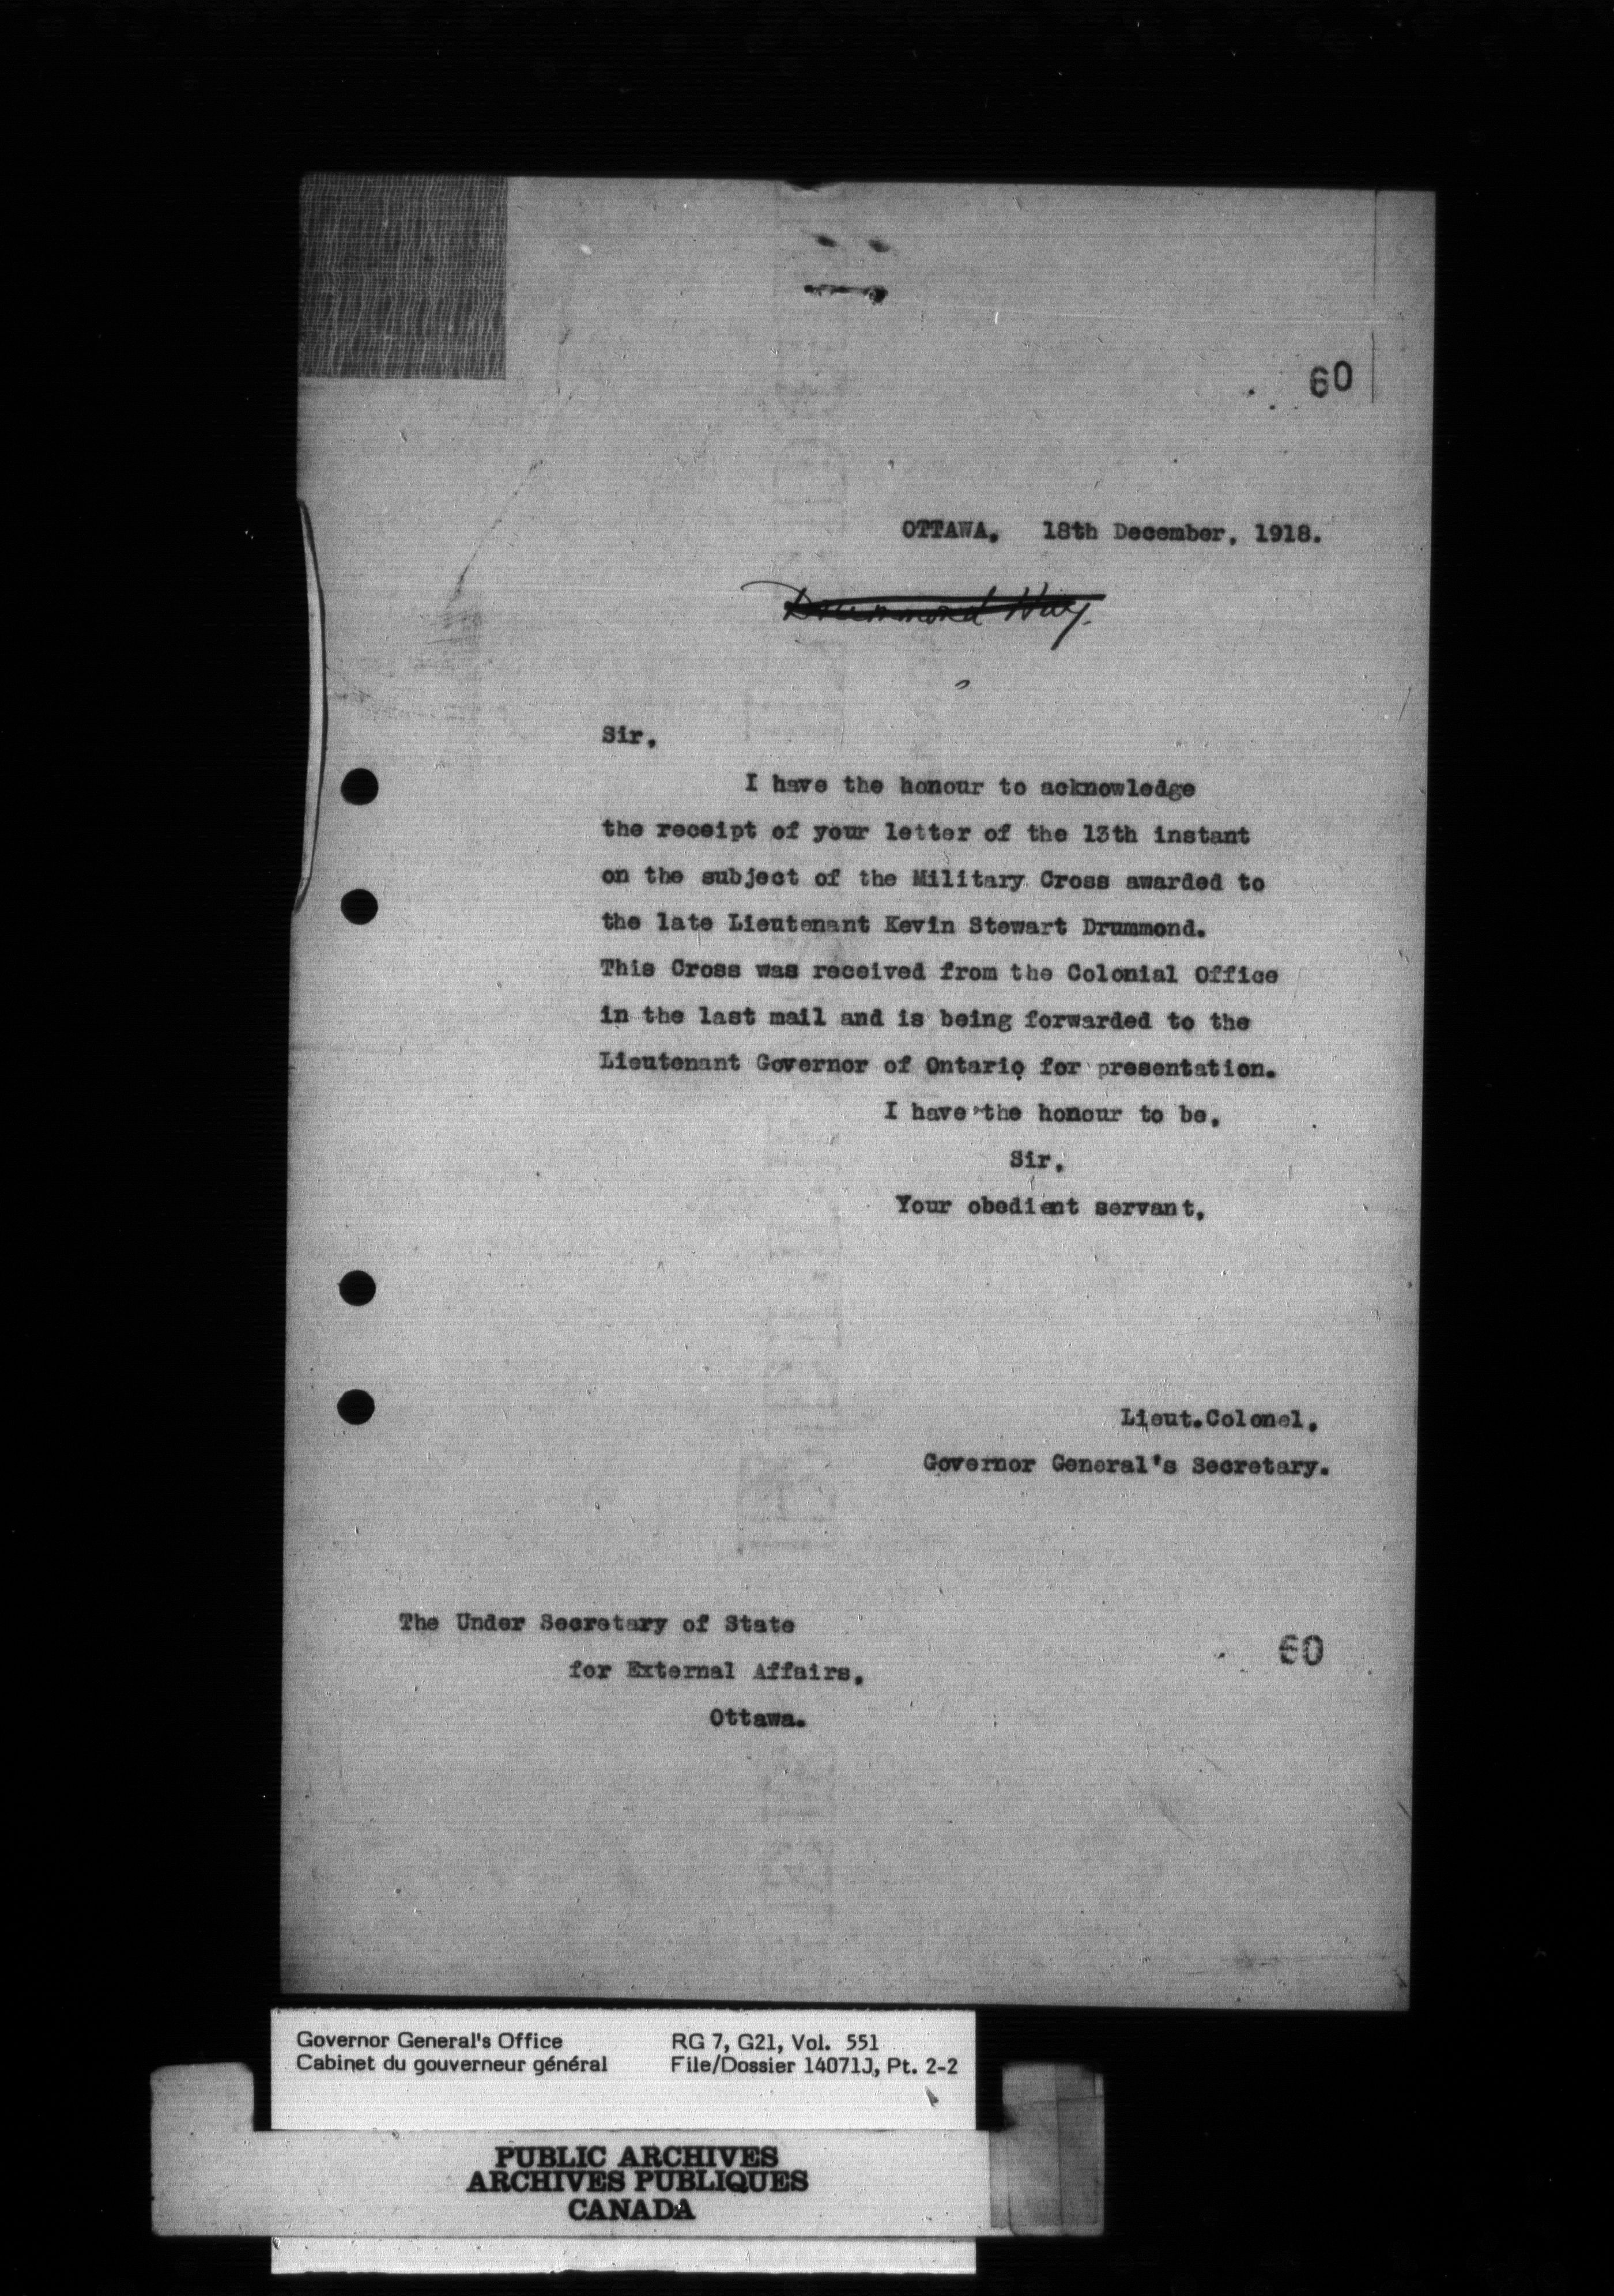 60
OTTAWA, 18th December, 1918.
Drummond Hay.
Sir,
I have the honour to acknowledge
the receipt of your letter of the 13th instant
on the subject of the Military Cross awarded to
the late Lieutenant Kevin Stewart Drummond.
This Cross was received from the Colonial Office
in the last mail and is being forwarded to the
Lieutenant Governor of Ontario for presentation.
I have the honour to be,
Sir,
Your obedient servant,
Lieut.Colonel,
Governor General's Secretary.
The Under Secretary of State
for External Affairs,
Ottawa.
60
Governor General's Office
Cabinet du gouverneur général
RG 7, G21, Vol. 551
File/Dossier 14071J, Pt. 2-2
PUBLIC ARCHIVES
ARCHIVES PUBLIQUES
CANADA